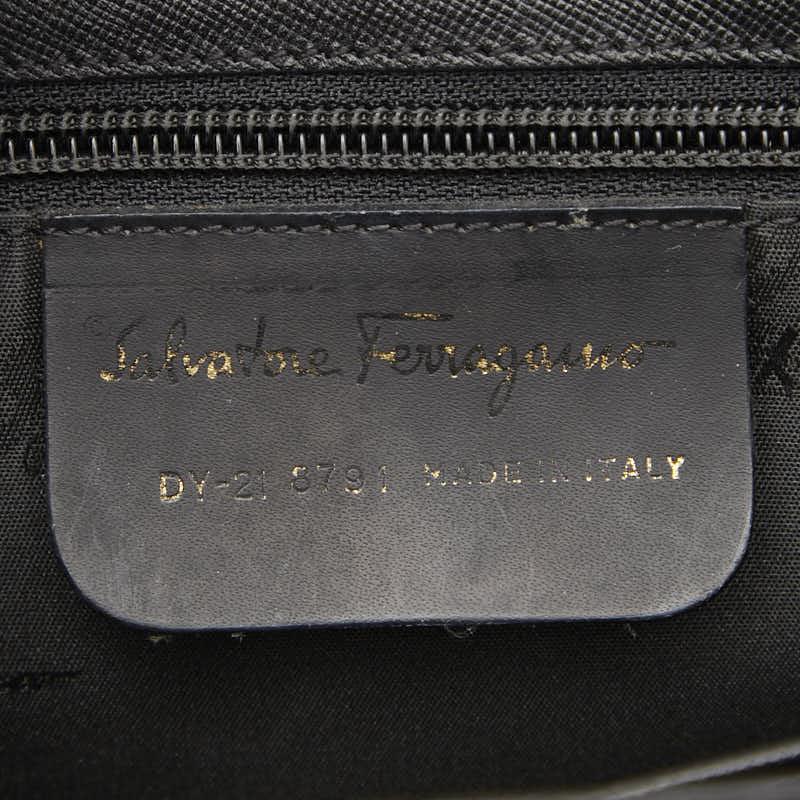 Salvatore Ferragamo
DY-21 8791 MADE IN ITALY